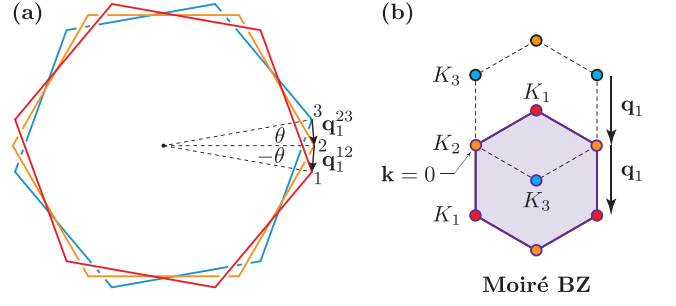 (a)
3
q₁²³
θ
2
−θ
q₁¹²
1
(b)
K₃
K₁
q₁
K₂
k = 0
K₃
q₁
K₁
Moiré BZ